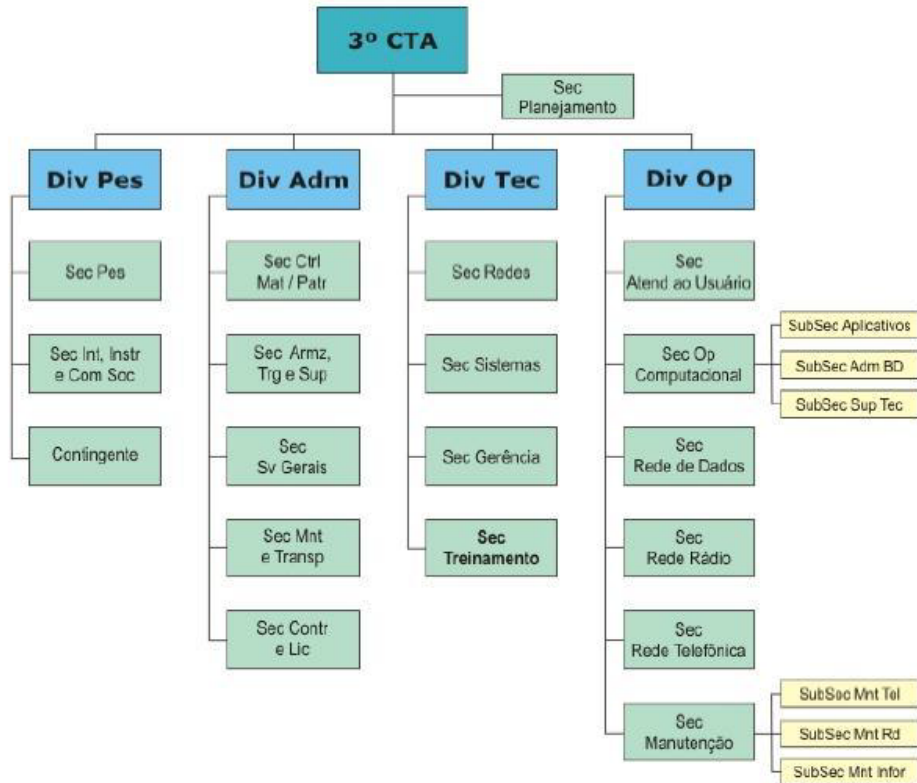 3º CTA
Sec
Planejamento
Div Pes
Div Adm
Div Tec
Div Op
Sec Pes
Sec Ctrl
Mat / Patr
Sec Redes
Sec
Atend ao Usuário
Sec Int, Instr
e Com Soc
Sec Armz,
Trg e Sup
Sec Sistemas
Sec Op
Computacional
SubSec Aplicativos
SubSec Adm BD
SubSec Sup Tec
Contingente
Sec
Sv Gerais
Sec Gerência
Sec
Rede de Dados
Sec Mnt
e Transp
Sec
Treinamento
Sec
Rede Rádio
Sec Contr
e Lic
Sec
Rede Telefônica
Sec
Manutenção
SubSec Mnt Tel
SubSec Mnt Rd
SubSec Mnt Infor